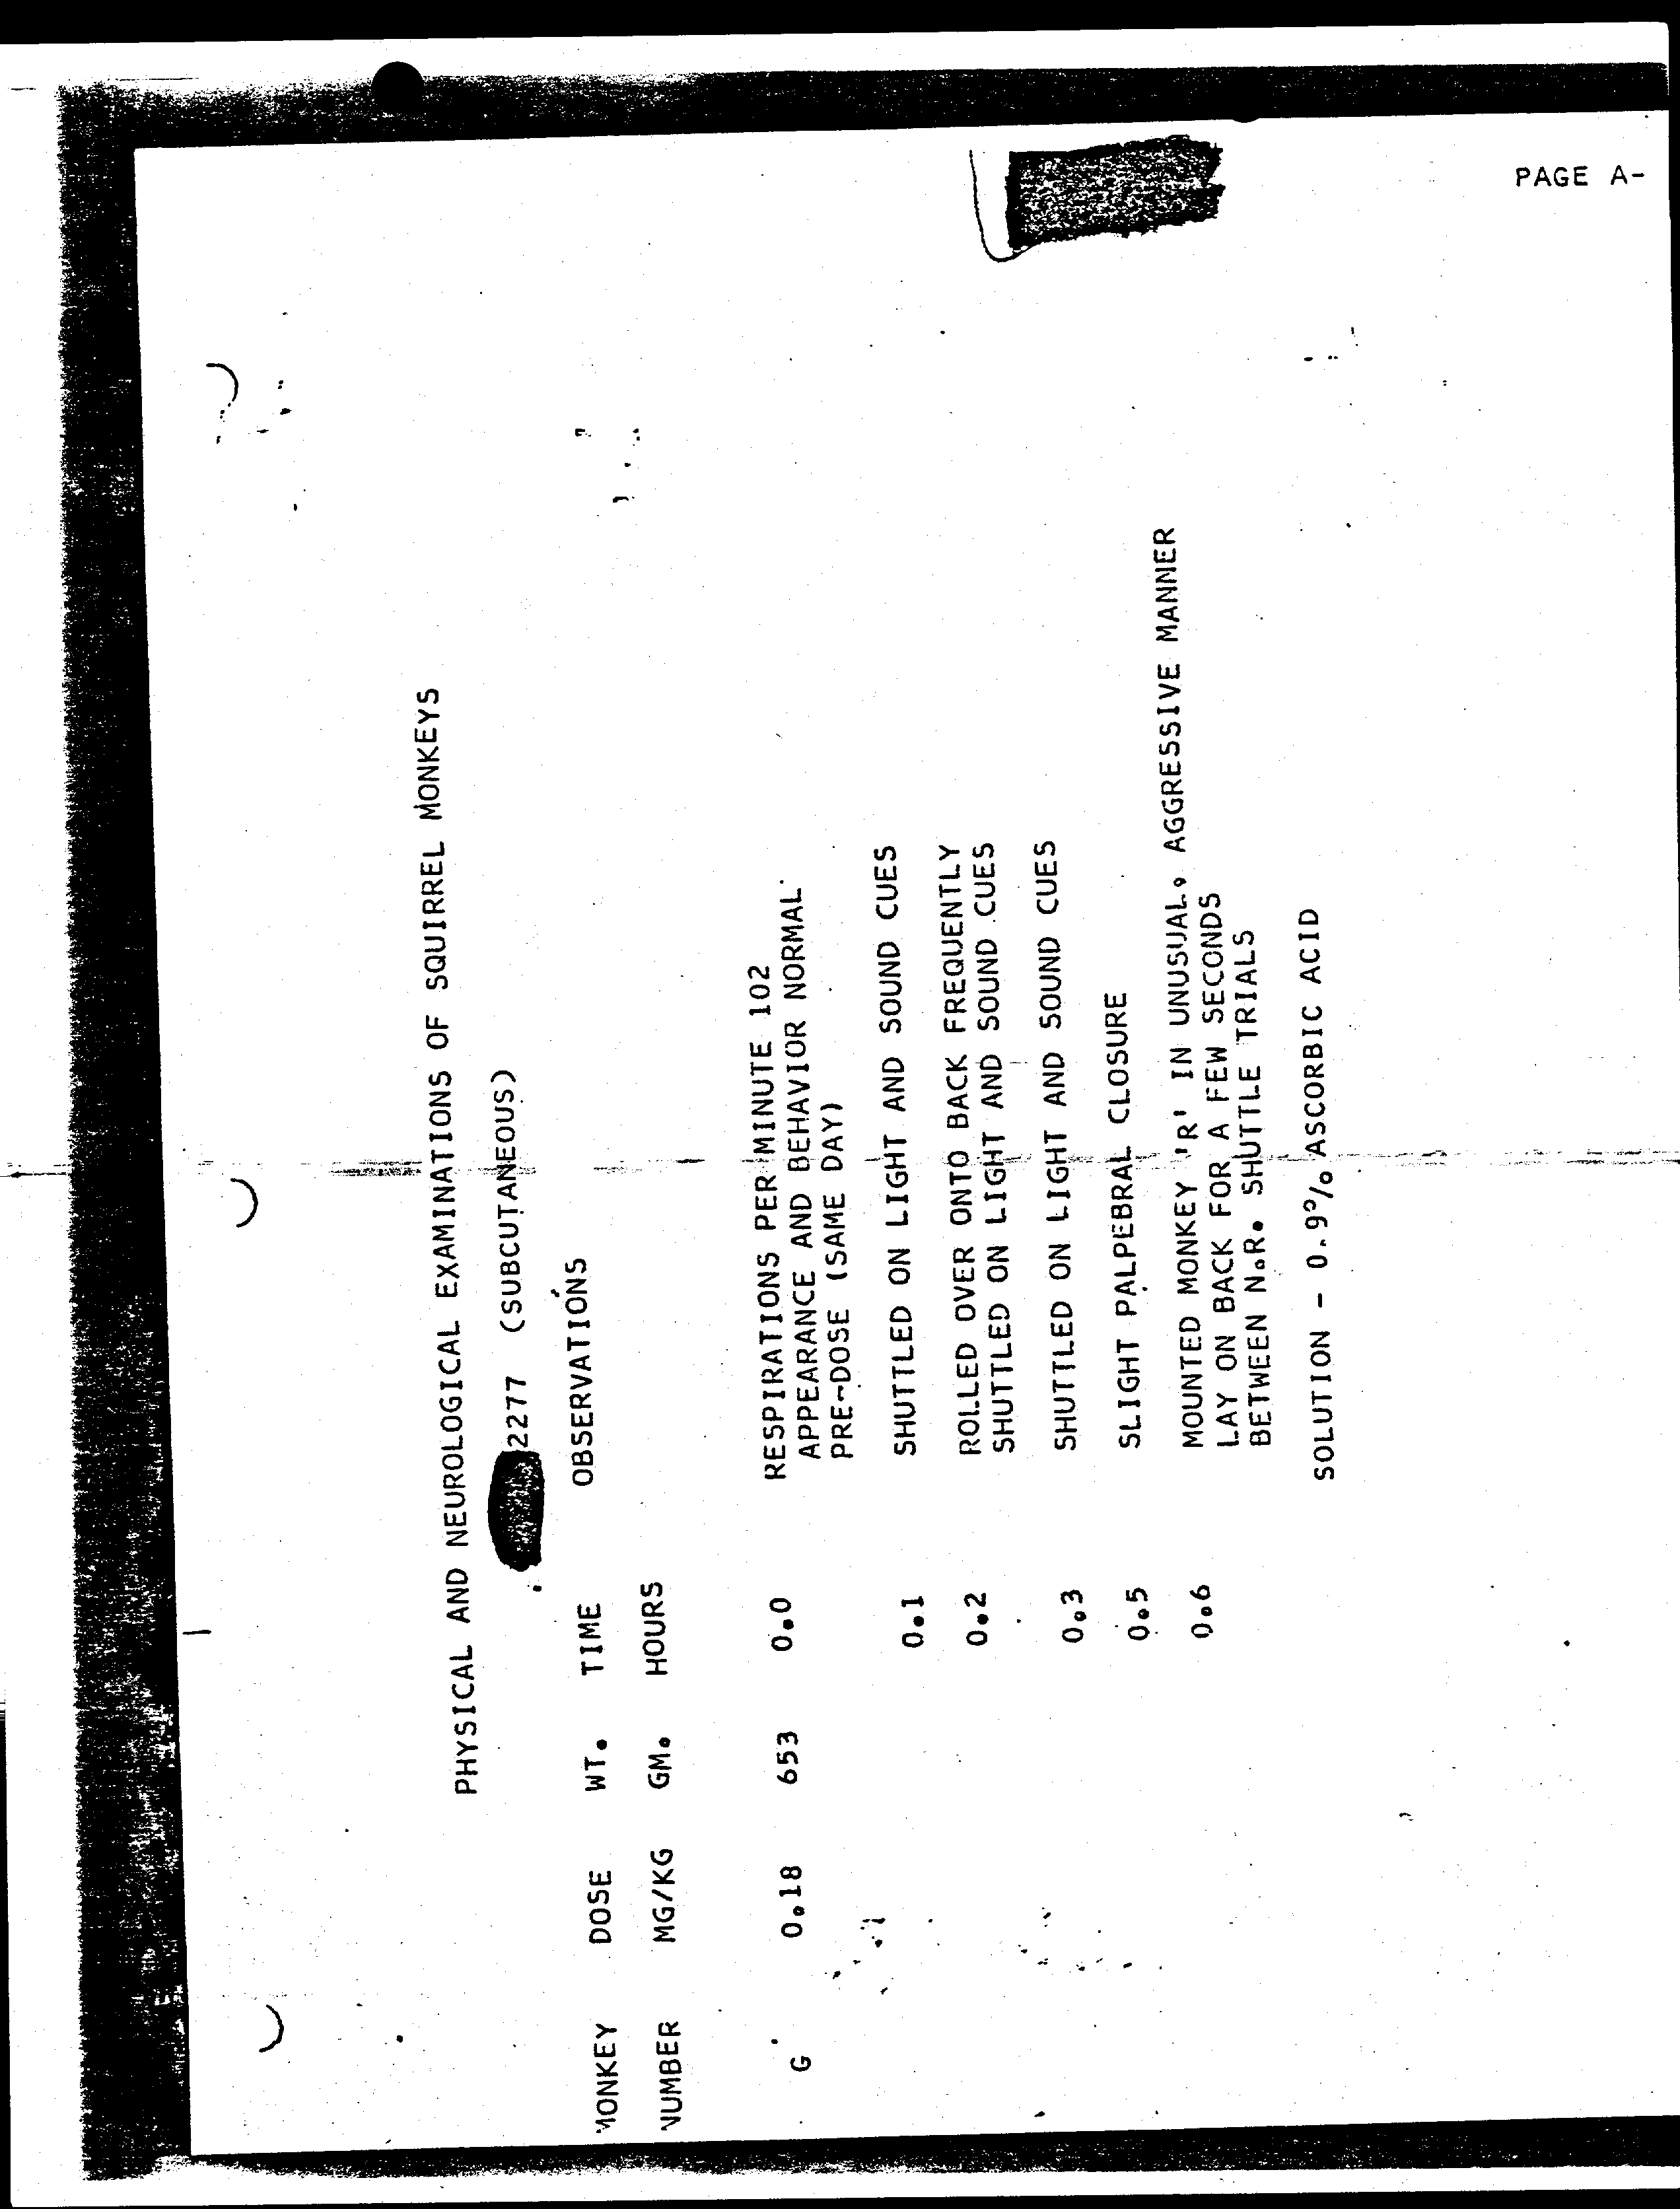 PAGE A-
PHYSICAL AND NEUROLOGICAL EXAMINATIONS OF SQUIRREL MONKEYS
2277 (SUBCUTANEOUS)
MONKEY DOSE WT. TIME OBSERVATIONS
NUMBER MG/KG GM. HOURS
G 0.18 653 0.0 RESPIRATIONS PER MINUTE 102
APPEARANCE AND BEHAVIOR NORMAL
PRE-DOSE (SAME DAY)
0.1 SHUTTLED ON LIGHT AND SOUND CUES
0.2 ROLLED OVER ONTO BACK FREQUENTLY
SHUTTLED ON LIGHT AND SOUND CUES
0.3 SHUTTLED ON LIGHT AND SOUND CUES
0.5 SLIGHT PALPEBRAL CLOSURE
0.6 MOUNTED MONKEY 'R' IN UNUSUAL, AGGRESSIVE MANNER
LAY ON BACK FOR A FEW SECONDS
BETWEEN N.R. SHUTTLE TRIALS
SOLUTION - 0.9% ASCORBIC ACID